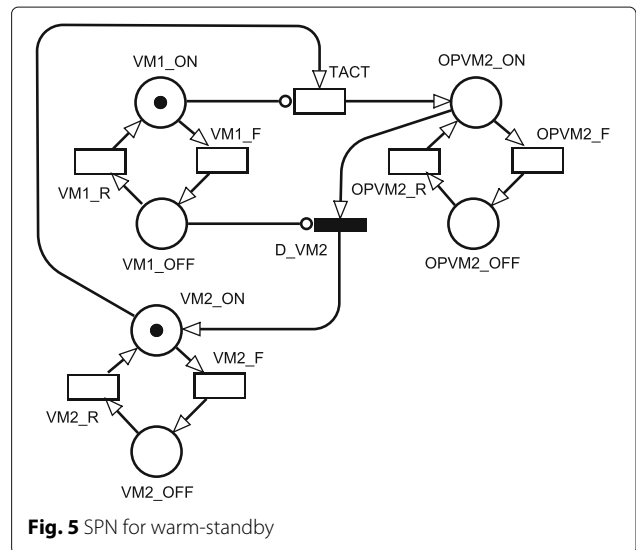 VM1_ON
OPVM2_ON
TACT
VM1_F
OPVM2_F
VM1_R
OPVM2_R
D_VM2
VM1_OFF
OPVM2_OFF
VM2_ON
VM2_F
VM2_R
VM2_OFF
Fig. 5 SPN for warm-standby